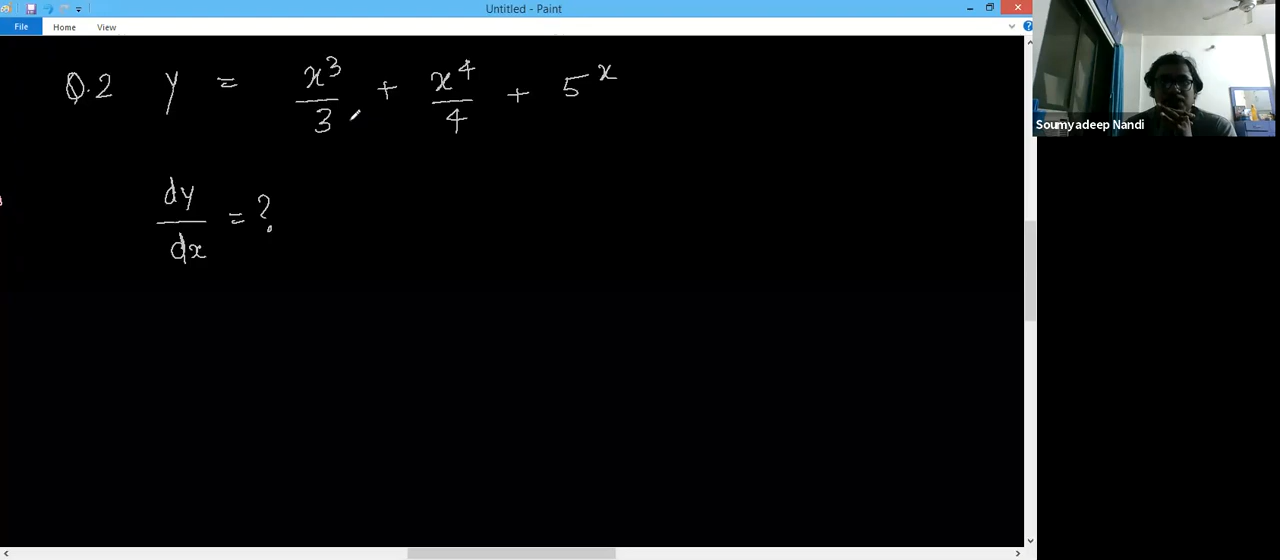 Untitled - Paint
File Home View
Q.2 y = x³/3 + x⁴/4 + 5ˣ
Soumyadeep Nandi
dy/dx = ?